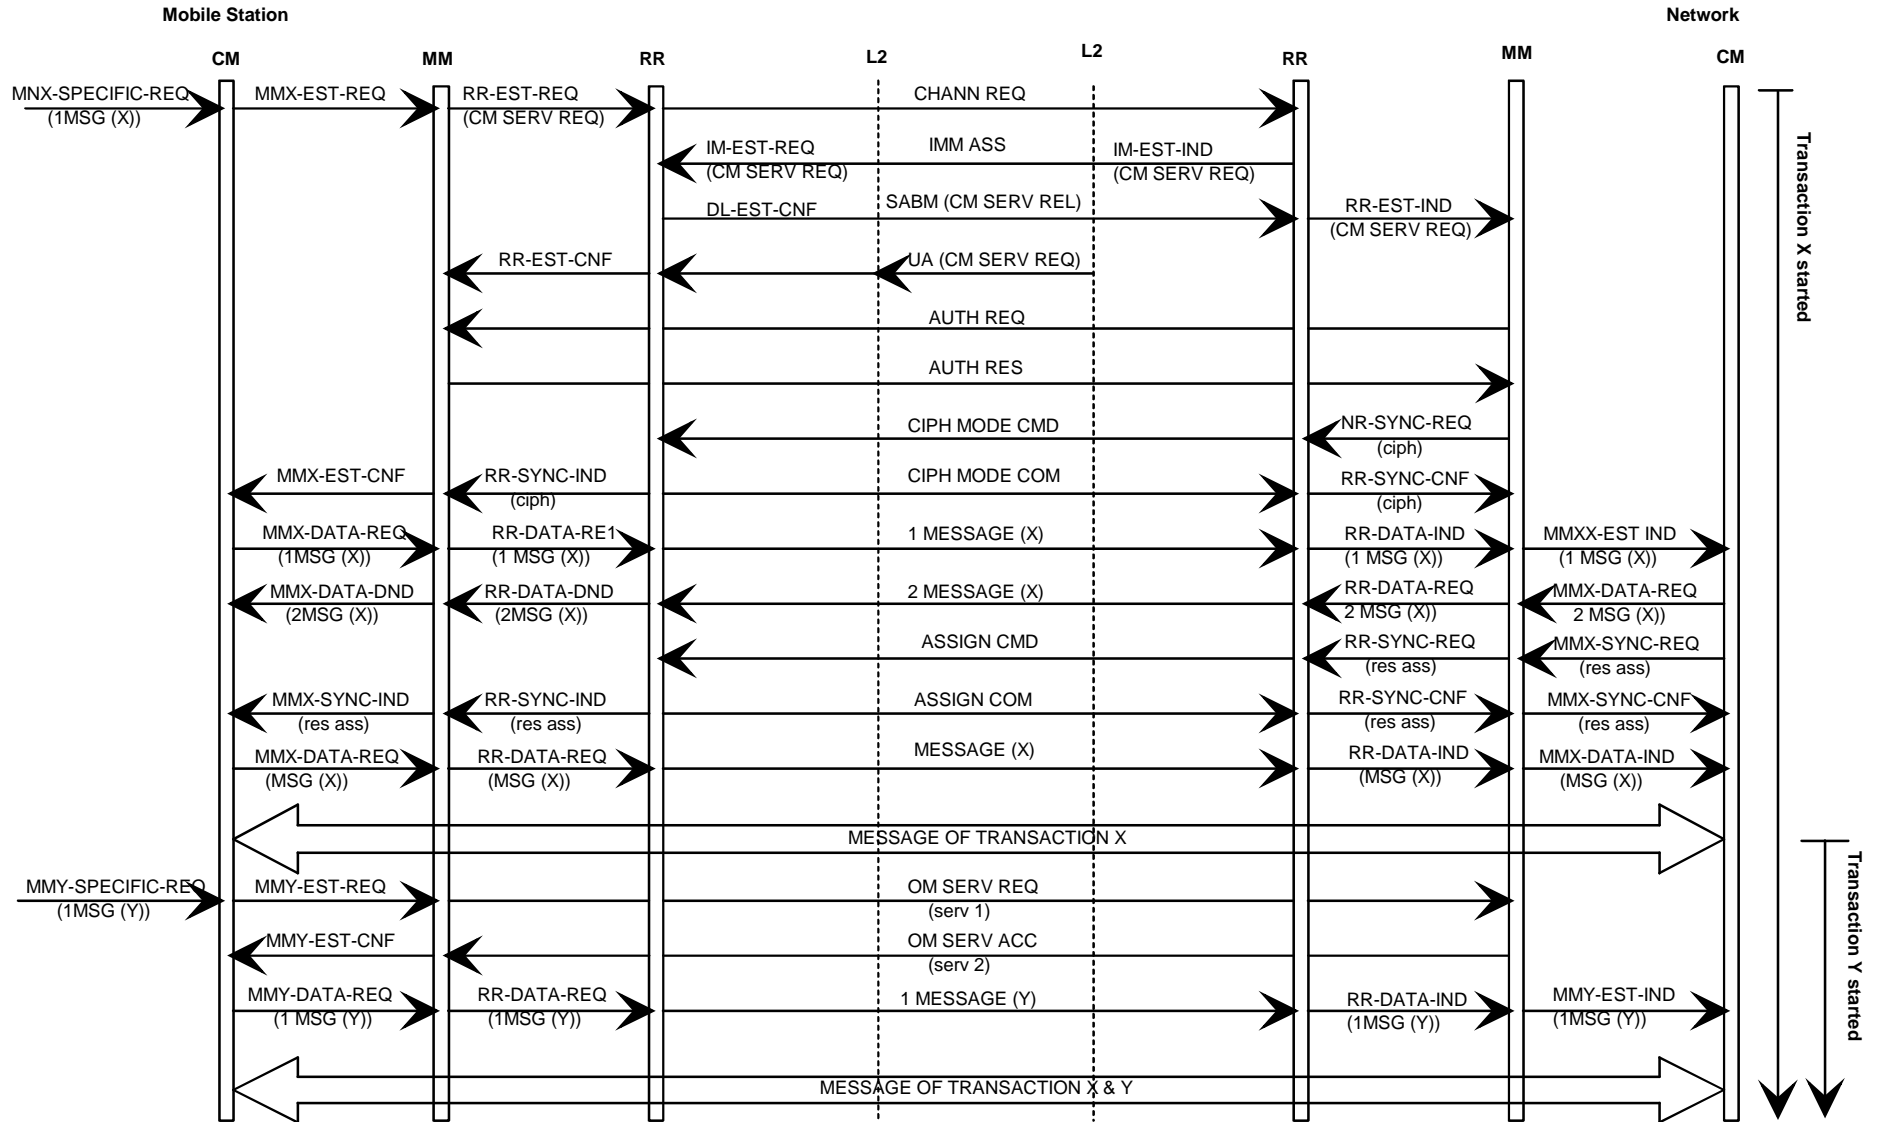 Mobile Station
Network
CM
MM
RR
L2
L2
RR
MM
CM
MNX-SPECIFIC-REQ
(1MSG (X))
MMX-EST-REQ
RR-EST-REQ
(CM SERV REQ)
CHANN REQ
IM-EST-REQ
(CM SERV REQ)
IMM ASS
IM-EST-IND
(CM SERV REQ)
DL-EST-CNF
SABM (CM SERV REL)
RR-EST-IND
(CM SERV REQ)
RR-EST-CNF
UA (CM SERV REQ)
AUTH REQ
AUTH RES
CIPH MODE CMD
NR-SYNC-REQ
(ciph)
MMX-EST-CNF
RR-SYNC-IND
(ciph)
CIPH MODE COM
RR-SYNC-CNF
(ciph)
MMX-DATA-REQ
(1MSG (X))
RR-DATA-RE1
(1 MSG (X))
1 MESSAGE (X)
RR-DATA-IND
(1 MSG (X))
MMXX-EST IND
(1 MSG (X))
MMX-DATA-DND
(2MSG (X))
RR-DATA-DND
(2MSG (X))
2 MESSAGE (X)
RR-DATA-REQ
2 MSG (X))
MMX-DATA-REQ
2 MSG (X))
ASSIGN CMD
RR-SYNC-REQ
(res ass)
MMX-SYNC-REQ
(res ass)
MMX-SYNC-IND
(res ass)
RR-SYNC-IND
(res ass)
ASSIGN COM
RR-SYNC-CNF
(res ass)
MMX-SYNC-CNF
(res ass)
MMX-DATA-REQ
(MSG (X))
RR-DATA-REQ
(MSG (X))
MESSAGE (X)
RR-DATA-IND
(MSG (X))
MMX-DATA-IND
(MSG (X))
MESSAGE OF TRANSACTION X
MMY-SPECIFIC-REQ
(1MSG (Y))
MMY-EST-REQ
OM SERV REQ
(serv 1)
MMY-EST-CNF
OM SERV ACC
(serv 2)
MMY-DATA-REQ
(1 MSG (Y))
RR-DATA-REQ
(1MSG (Y))
1 MESSAGE (Y)
RR-DATA-IND
(1MSG (Y))
MMY-EST-IND
(1MSG (Y))
MESSAGE OF TRANSACTION X & Y
Transaction X started
Transaction Y started